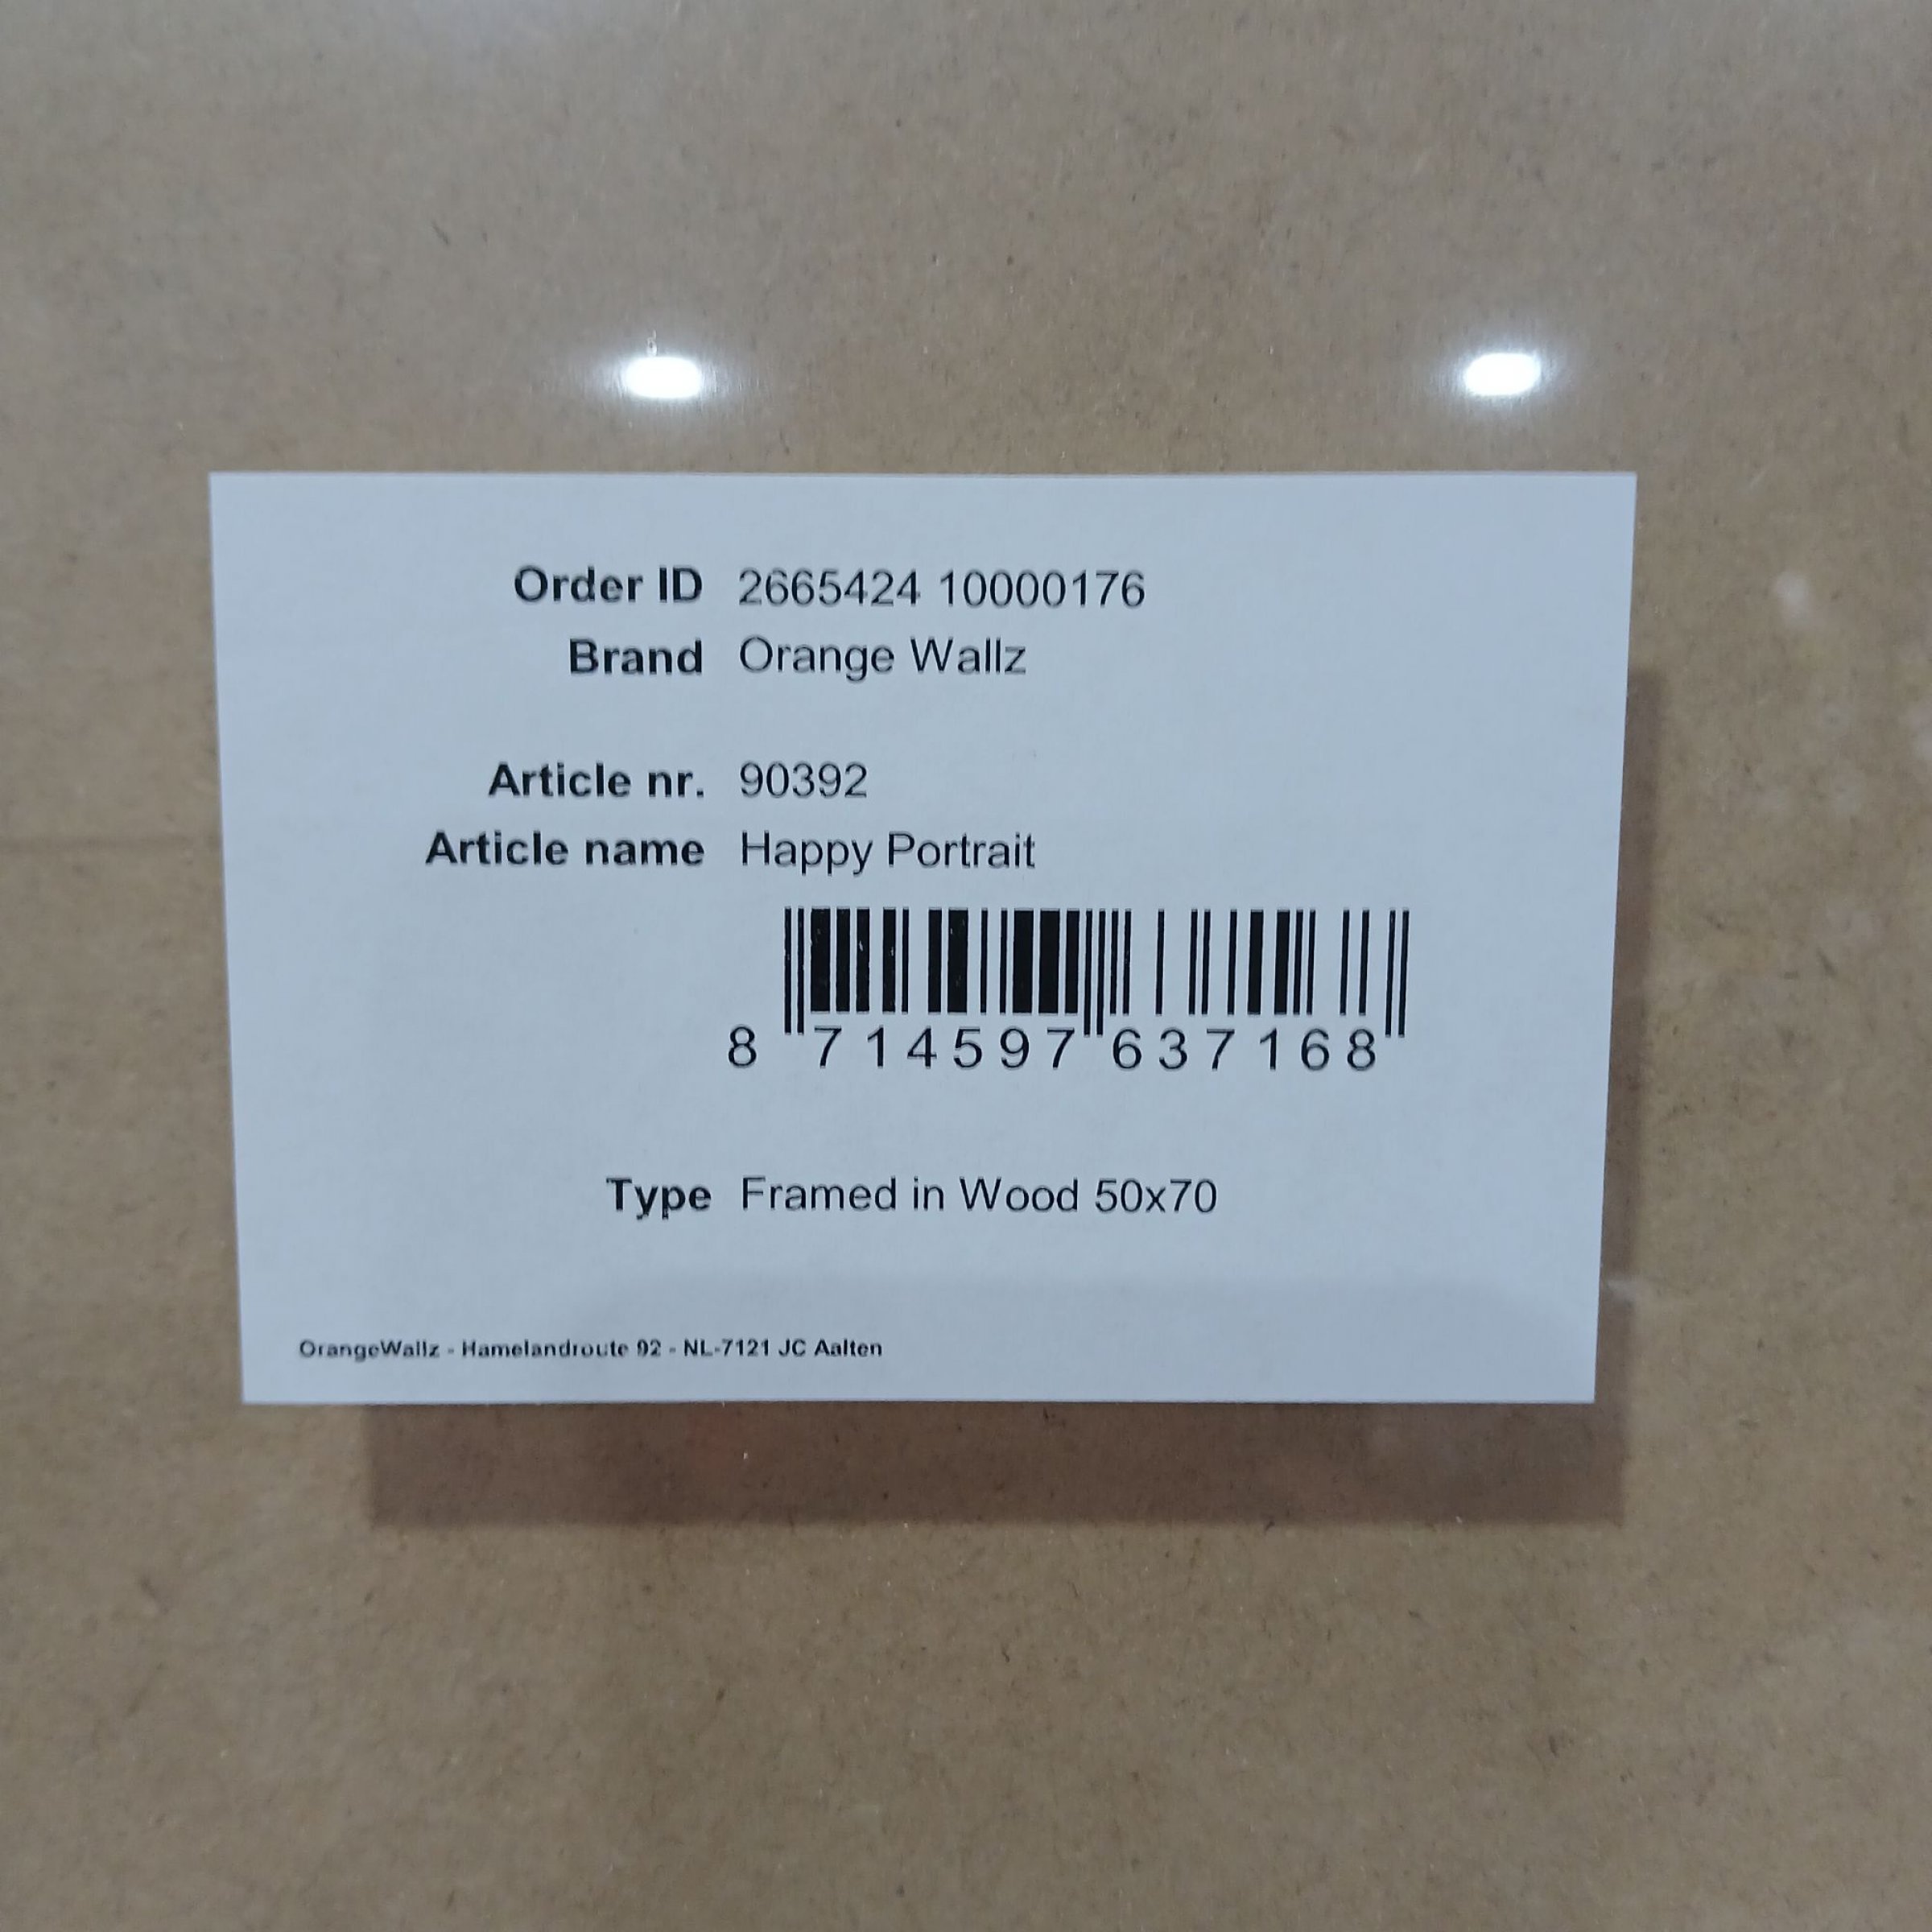 Order ID 2665424 10000176
Brand Orange Wallz
Article nr. 90392
Article name Happy Portrait
8 714597 637168
Type Framed in Wood 50x70
OrangeWallz - Hamelandroute 92 - NL-7121 JC Aalten